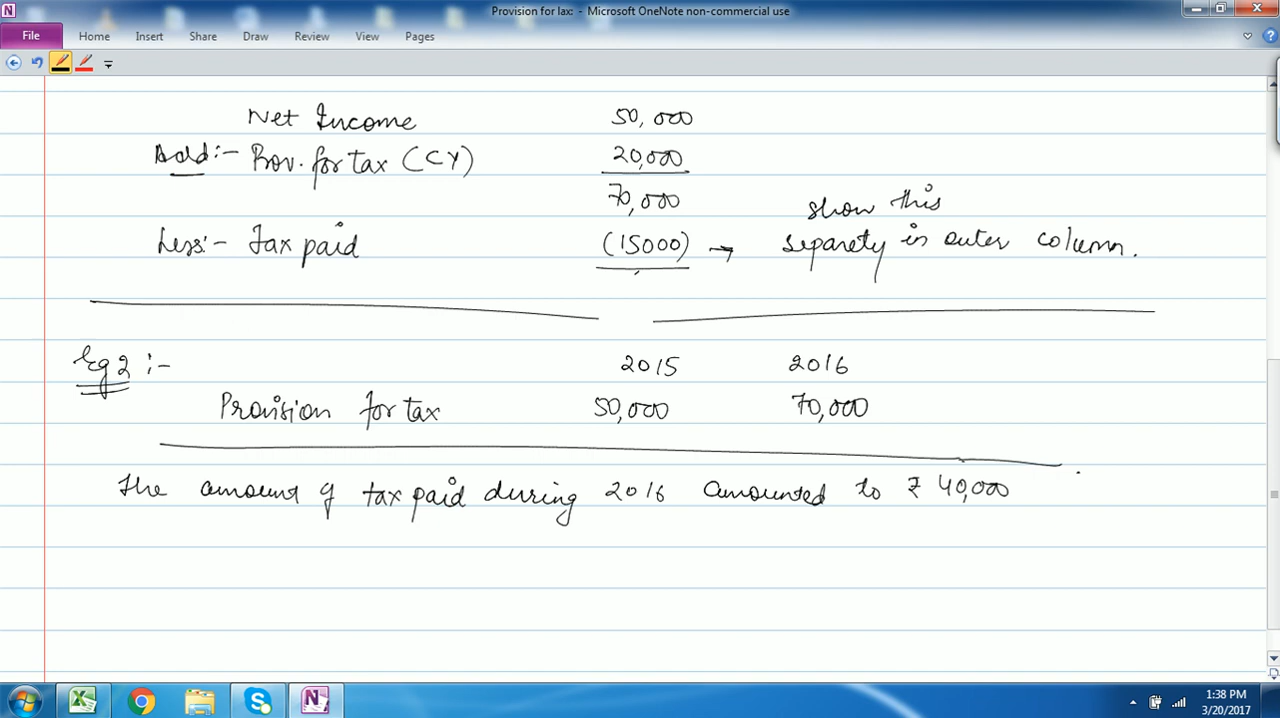 Provision for tax: - Microsoft OneNote non-commercial use
File Home Insert Share Draw Review View Pages
Net Income 50,000
Add:- Prov. for tax (CY) 20,000
70,000
show this
Less:- Tax paid (15000) → separety in outer column.
Eg 2 :- 2015 2016
Provision for tax 50,000 70,000
The amount of tax paid during 2016 amounted to ₹ 40,000
1:38 PM
3/20/2017